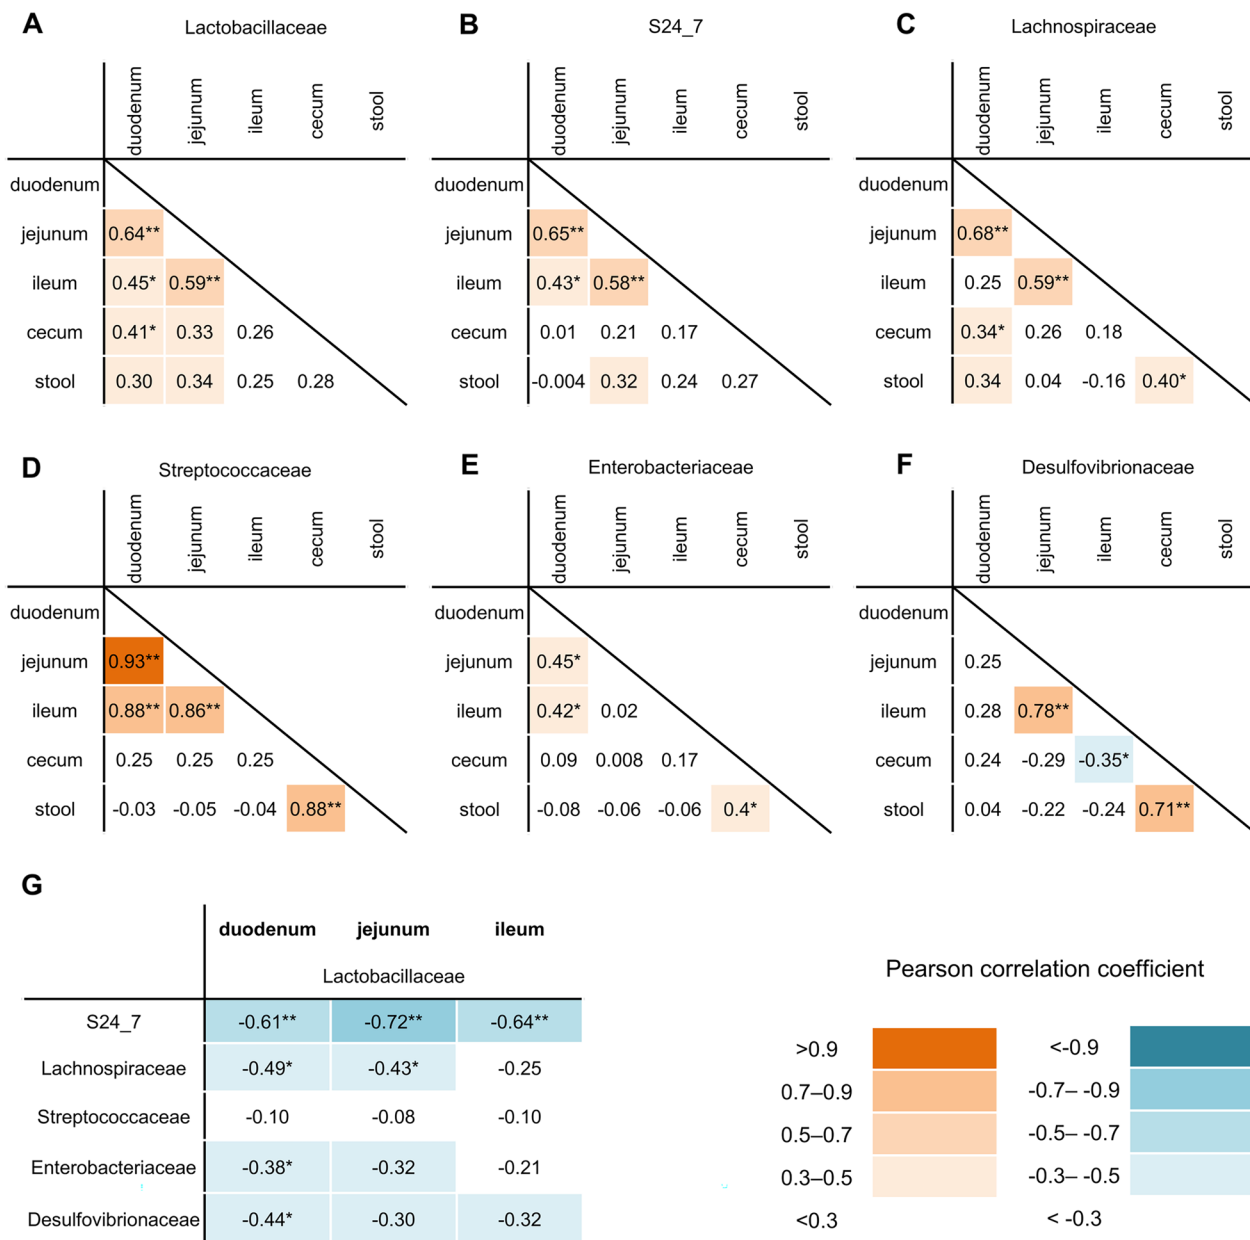 A Lactobacillaceae
duodenum jejunum ileum cecum stool
duodenum
jejunum 0.64**
ileum 0.45* 0.59**
cecum 0.41* 0.33 0.26
stool 0.30 0.34 0.25 0.28
B S24_7
duodenum jejunum ileum cecum stool
duodenum
jejunum 0.65**
ileum 0.43* 0.58**
cecum 0.01 0.21 0.17
stool -0.004 0.32 0.24 0.27
C Lachnospiraceae
duodenum jejunum ileum cecum stool
duodenum
jejunum 0.68**
ileum 0.25 0.59**
cecum 0.34* 0.26 0.18
stool 0.34 0.04 -0.16 0.40*
D Streptococcaceae
duodenum jejunum ileum cecum stool
duodenum
jejunum 0.93**
ileum 0.88** 0.86**
cecum 0.25 0.25 0.25
stool -0.03 -0.05 -0.04 0.88**
E Enterobacteriaceae
duodenum jejunum ileum cecum stool
duodenum
jejunum 0.45*
ileum 0.42* 0.02
cecum 0.09 0.008 0.17
stool -0.08 -0.06 -0.06 0.4*
F Desulfovibrionaceae
duodenum jejunum ileum cecum stool
duodenum
jejunum 0.25
ileum 0.28 0.78**
cecum 0.24 -0.29 -0.35*
stool 0.04 -0.22 -0.24 0.71**
G
duodenum jejunum ileum
Lactobacillaceae
S24_7 -0.61** -0.72** -0.64**
Lachnospiraceae -0.49* -0.43* -0.25
Streptococcaceae -0.10 -0.08 -0.10
Enterobacteriaceae -0.38* -0.32 -0.21
Desulfovibrionaceae -0.44* -0.30 -0.32
Pearson correlation coefficient
>0.9 <-0.9
0.7–0.9 -0.7– -0.9
0.5–0.7 -0.5– -0.7
0.3–0.5 -0.3– -0.5
<0.3 < -0.3